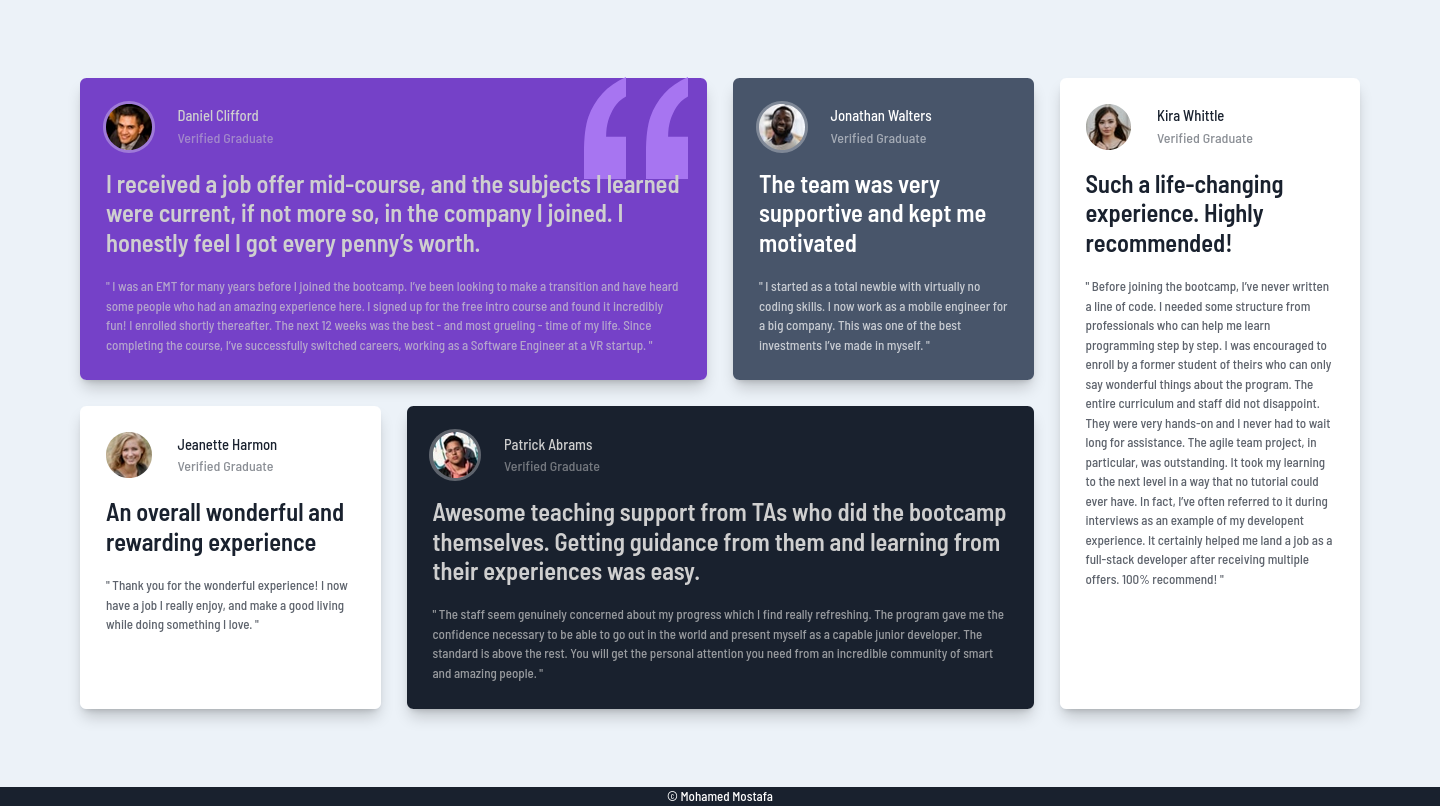 Daniel Clifford
Verified Graduate
I received a job offer mid-course, and the subjects I learned
were current, if not more so, in the company I joined. I
honestly feel I got every penny’s worth.
" I was an EMT for many years before I joined the bootcamp. I’ve been looking to make a transition and have heard
some people who had an amazing experience here. I signed up for the free intro course and found it incredibly
fun! I enrolled shortly thereafter. The next 12 weeks was the best - and most grueling - time of my life. Since
completing the course, I’ve successfully switched careers, working as a Software Engineer at a VR startup. "
Jonathan Walters
Verified Graduate
The team was very
supportive and kept me
motivated
" I started as a total newbie with virtually no
coding skills. I now work as a mobile engineer for
a big company. This was one of the best
investments I’ve made in myself. "
Kira Whittle
Verified Graduate
Such a life-changing
experience. Highly
recommended!
" Before joining the bootcamp, I’ve never written
a line of code. I needed some structure from
professionals who can help me learn
programming step by step. I was encouraged to
enroll by a former student of theirs who can only
say wonderful things about the program. The
entire curriculum and staff did not disappoint.
They were very hands-on and I never had to wait
long for assistance. The agile team project, in
particular, was outstanding. It took my learning
to the next level in a way that no tutorial could
ever have. In fact, I’ve often referred to it during
interviews as an example of my developent
experience. It certainly helped me land a job as a
full-stack developer after receiving multiple
offers. 100% recommend! "
Jeanette Harmon
Verified Graduate
An overall wonderful and
rewarding experience
" Thank you for the wonderful experience! I now
have a job I really enjoy, and make a good living
while doing something I love. "
Patrick Abrams
Verified Graduate
Awesome teaching support from TAs who did the bootcamp
themselves. Getting guidance from them and learning from
their experiences was easy.
" The staff seem genuinely concerned about my progress which I find really refreshing. The program gave me the
confidence necessary to be able to go out in the world and present myself as a capable junior developer. The
standard is above the rest. You will get the personal attention you need from an incredible community of smart
and amazing people. "
© Mohamed Mostafa